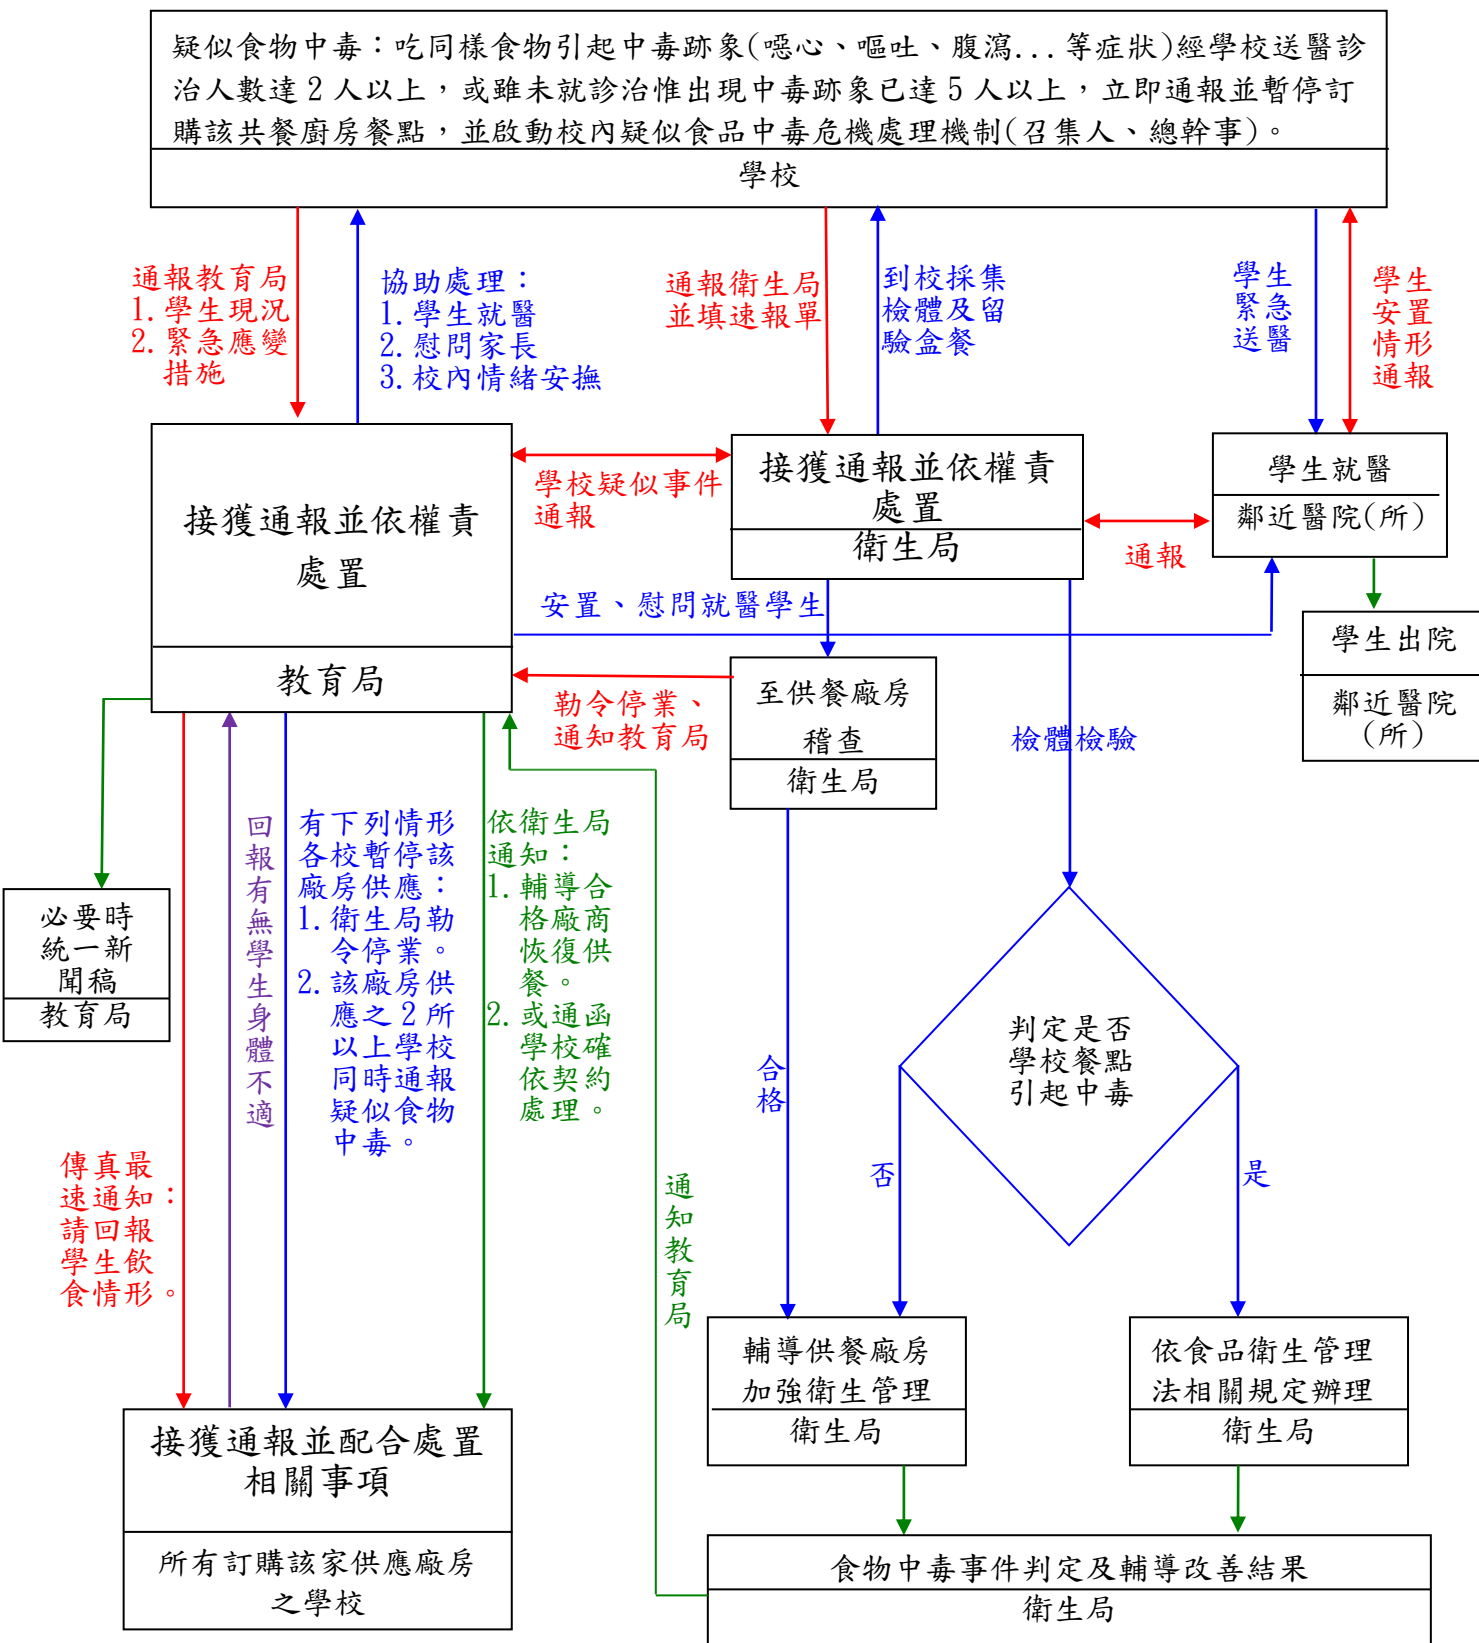 疑似食物中毒：吃同樣食物引起中毒跡象(噁心、嘔吐、腹瀉...等症狀)經學校送醫診
治人數達2人以上，或雖未就診治惟出現中毒跡象已達5人以上，立即通報並暫停訂
購該共餐廚房餐點，並啟動校內疑似食品中毒危機處理機制(召集人、總幹事)。
學校
通報教育局
1.學生現況
2.緊急應變
措施
協助處理：
1.學生就醫
2.慰問家長
3.校內情緒安撫
通報衛生局
並填速報單
到校採集
檢體及留
驗盒餐
學生
緊急
送醫
學生
安置
情形
通報
接獲通報並依權責
處置
教育局
學校疑似事件
通報
接獲通報並依權責
處置
衛生局
通報
學生就醫
鄰近醫院(所)
安置、慰問就醫學生
學生出院
鄰近醫院
(所)
勒令停業、
通知教育局
至供餐廠房
稽查
衛生局
檢體檢驗
必要時
統一新
聞稿
教育局
傳真最
速通知：
請回報
學生飲
食情形。
回報有無學生身體不適
有下列情形
各校暫停該
廠房供應：
1.衛生局勒
令停業。
2.該廠房供
應之2所
以上學校
同時通報
疑似食物
中毒。
依衛生局
通知：
1.輔導合
格廠商
恢復供
餐。
2.或通函
學校確
依契約
處理。
通知教育局
合格
判定是否
學校餐點
引起中毒
否
是
輔導供餐廠房
加強衛生管理
衛生局
依食品衛生管理
法相關規定辦理
衛生局
接獲通報並配合處置
相關事項
所有訂購該家供應廠房
之學校
食物中毒事件判定及輔導改善結果
衛生局